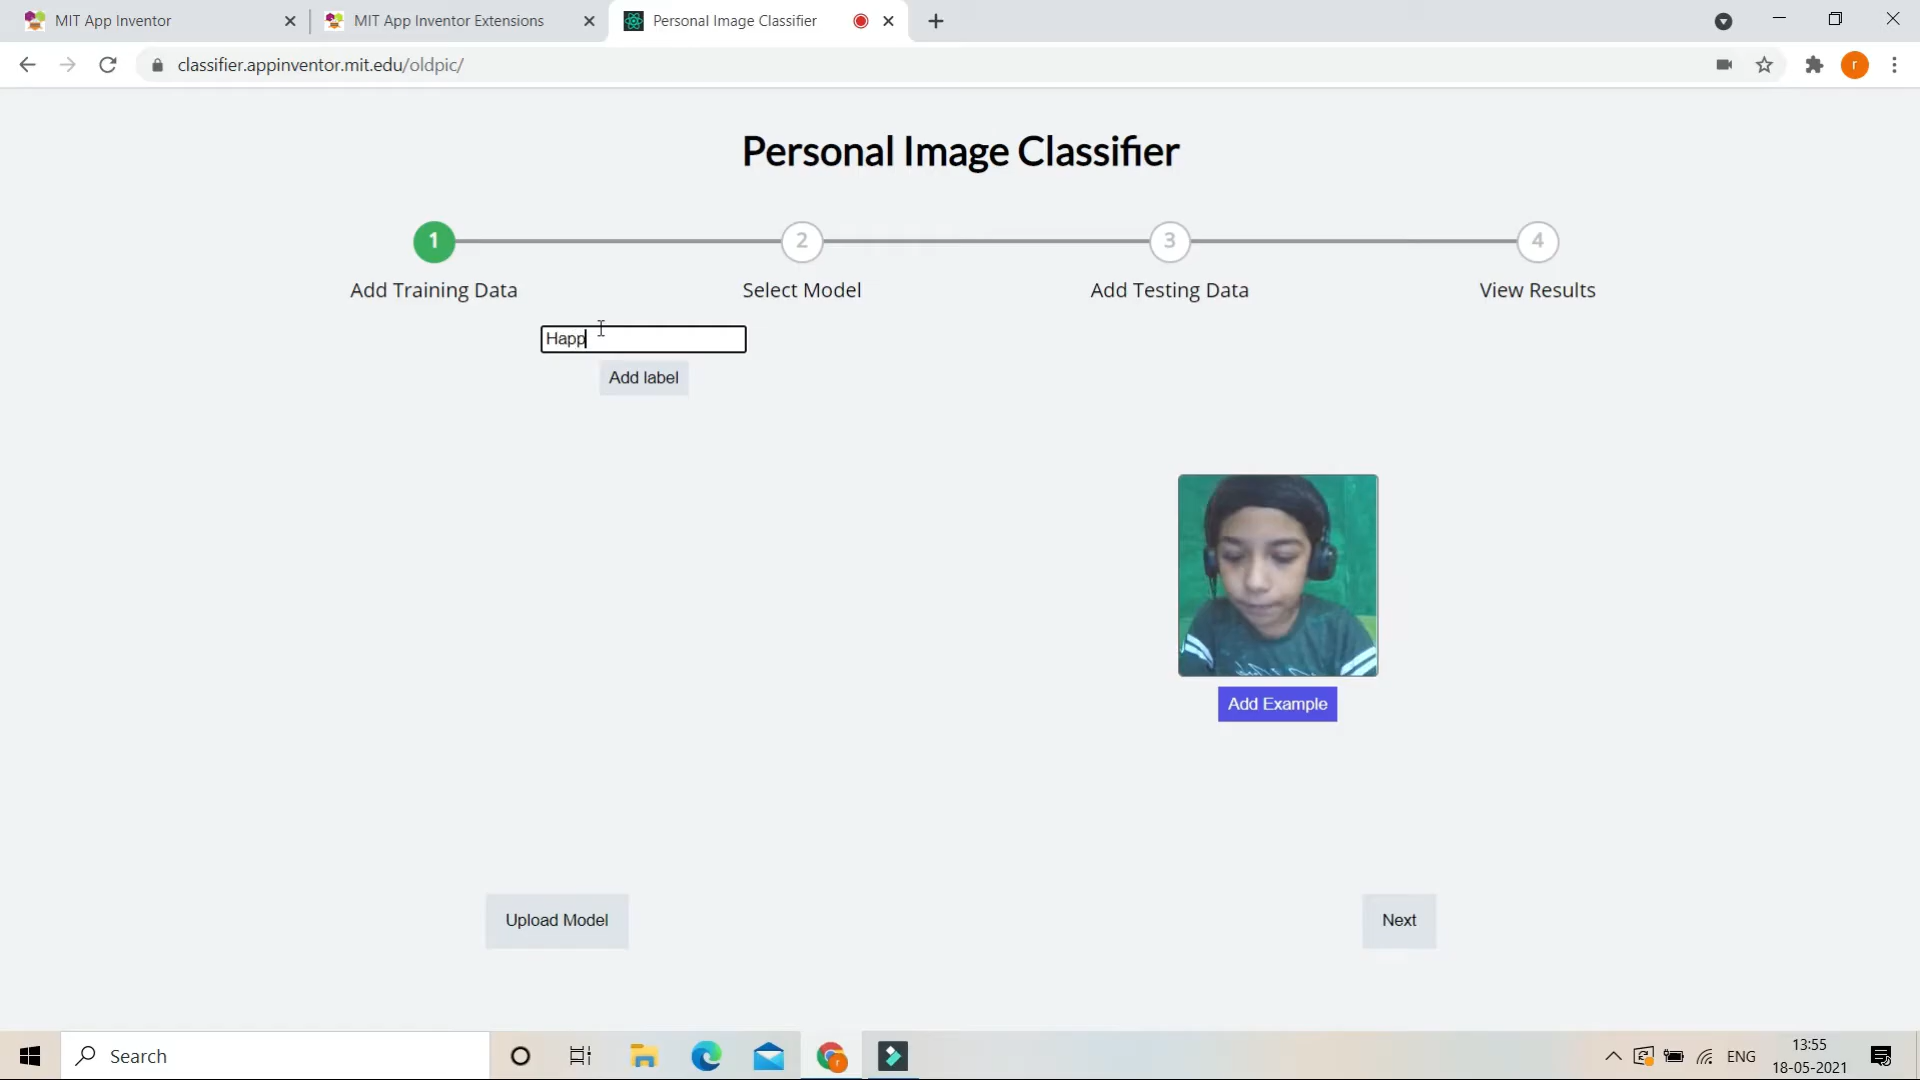 MIT App Inventor
MIT App Inventor Extensions
Personal Image Classifier
classifier.appinventor.mit.edu/oldpic/
r
Personal Image Classifier
1
2
3
4
Add Training Data
Select Model
Add Testing Data
View Results
Happ
Add label
Add Example
Upload Model
Next
Search
ENG
13:55
18-05-2021